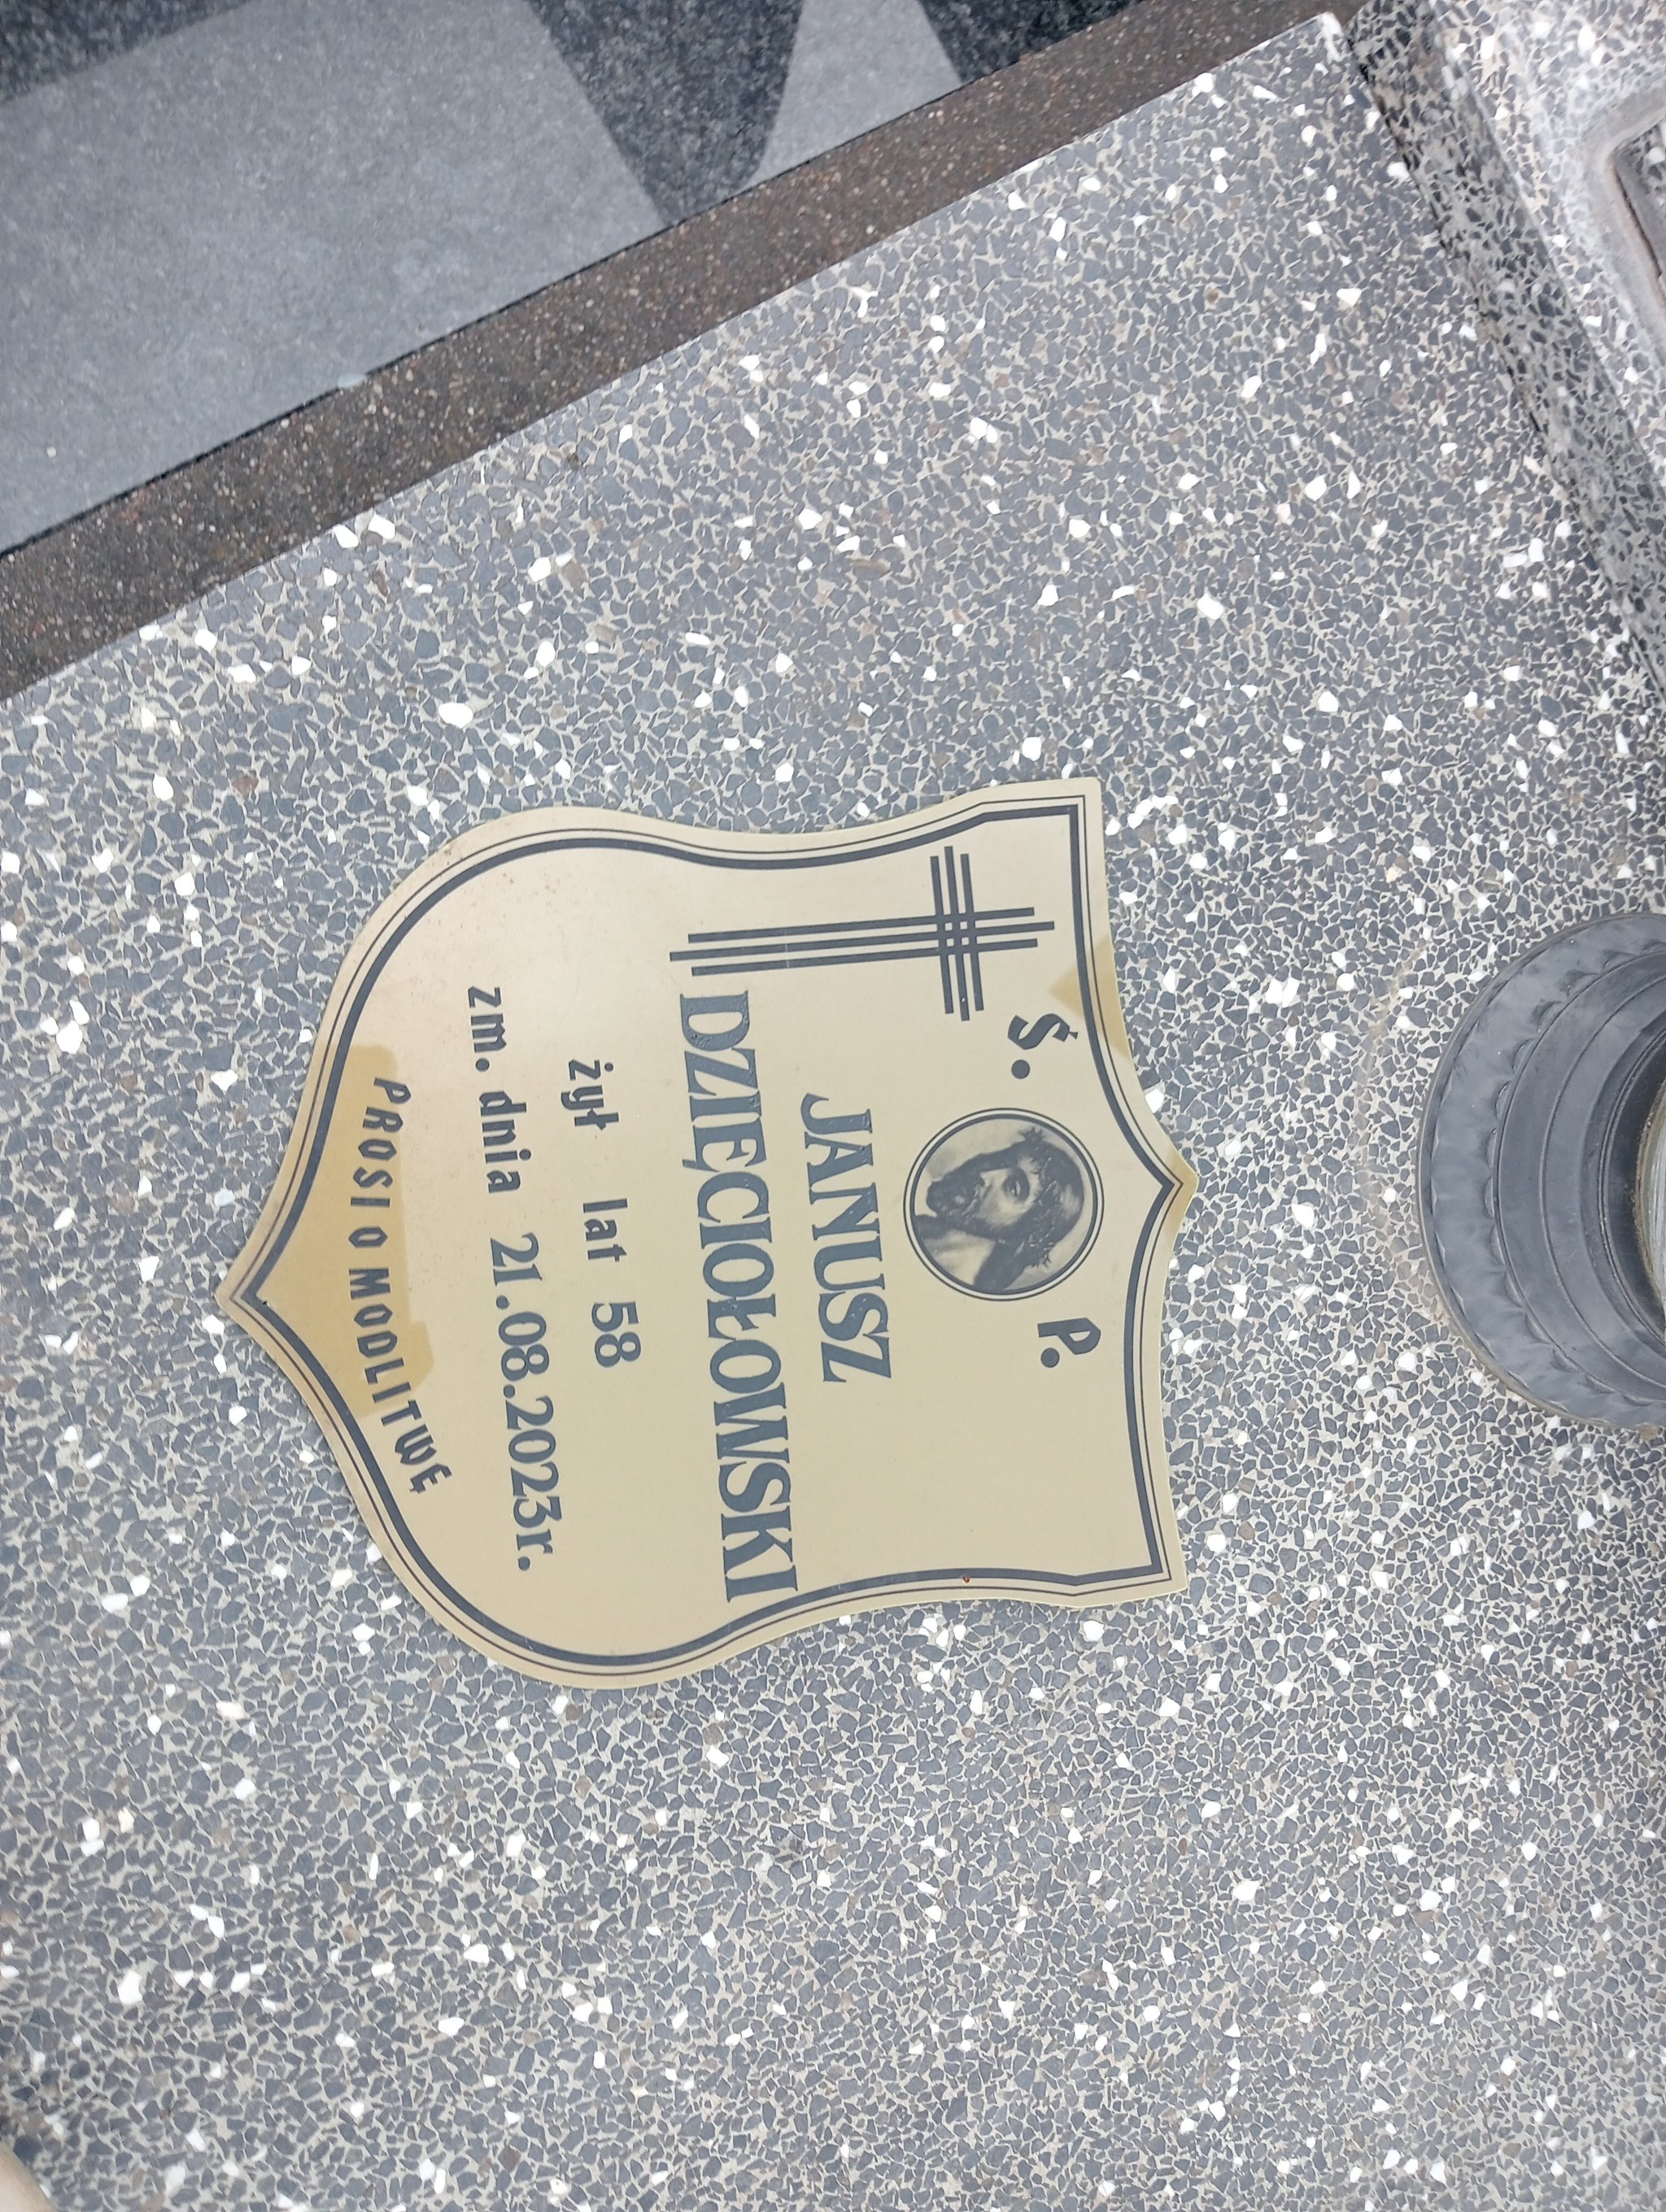 Ś. P.
JANUSZ
DZIĘCIOŁOWSKI
żył lat 58
zm. dnia 21.08.2023r.
PROSI O MODLITWĘ